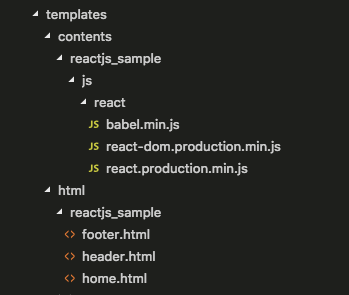 templates
contents
reactjs_sample
js
react
JS babel.min.js
JS react-dom.production.min.js
JS react.production.min.js
html
reactjs_sample
<> footer.html
<> header.html
<> home.html